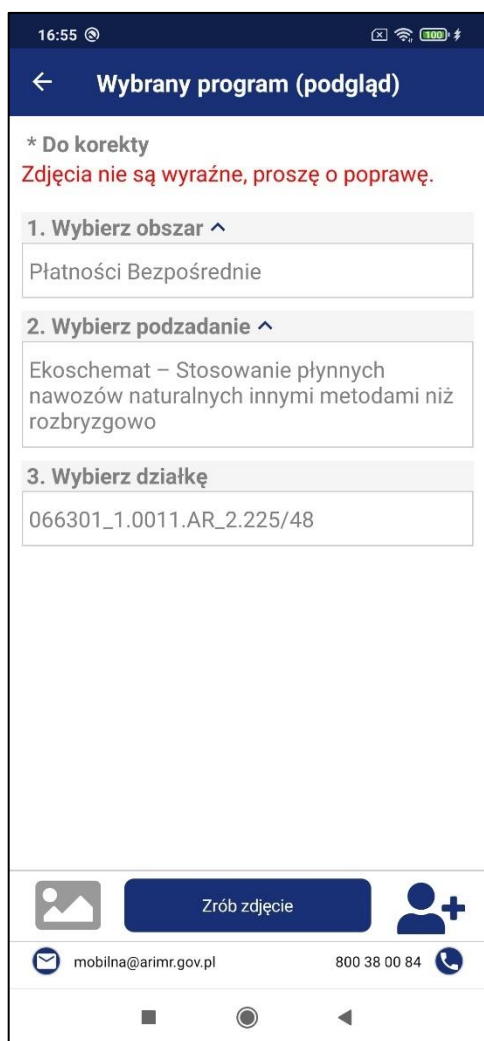 16:55
100
Wybrany program (podgląd)
* Do korekty
Zdjęcia nie są wyraźne, proszę o poprawę.
1. Wybierz obszar
Płatności Bezpośrednie
2. Wybierz podzadanie
Ekoschemat – Stosowanie płynnych
nawozów naturalnych innymi metodami niż
rozbryzgowo
3. Wybierz działkę
066301_1.0011.AR_2.225/48
Zrób zdjęcie
mobilna@arimr.gov.pl 800 38 00 84